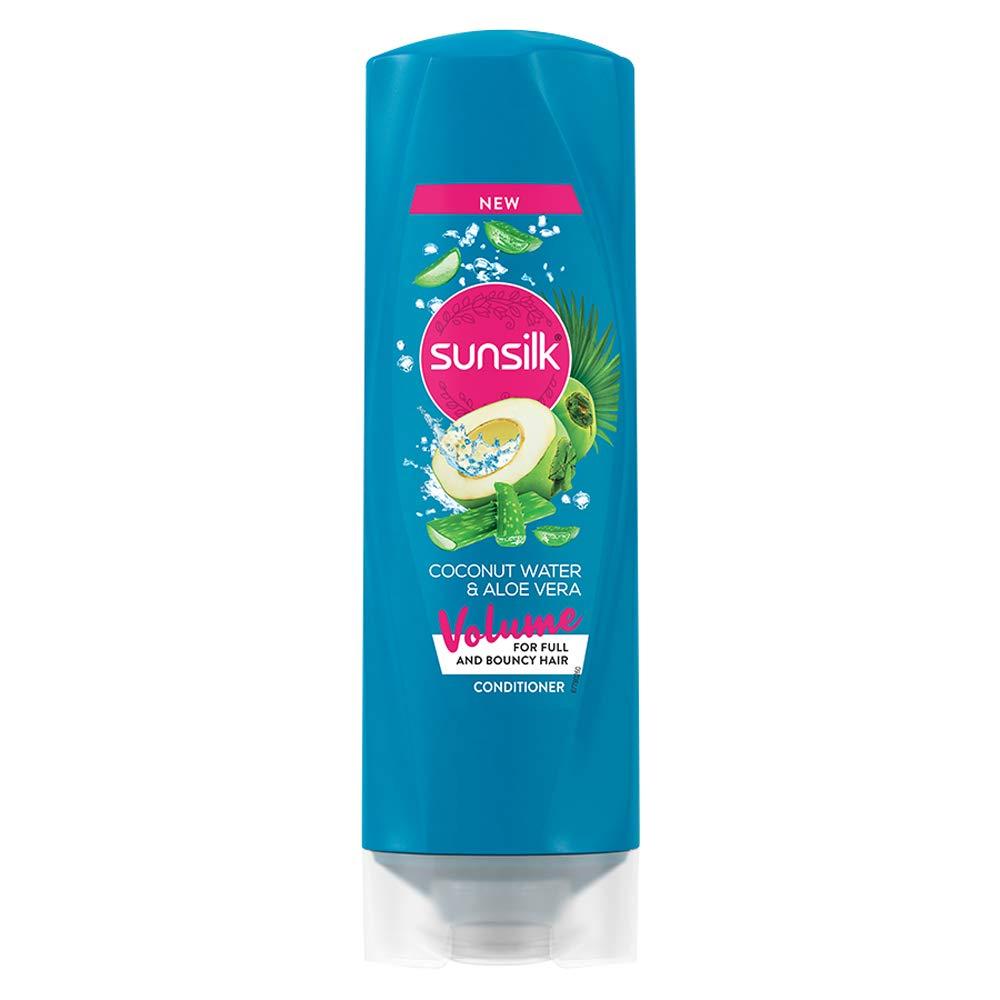 NEW
sunsilk®
COCONUT WATER
& ALOE VERA
Volume
FOR FULL
AND BOUNCY HAIR
CONDITIONER